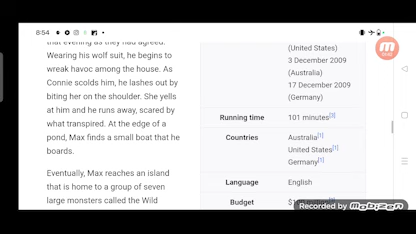 8:54
that evening as they had agreed.
Wearing his wolf suit, he begins to
wreak havoc among the house. As
Connie scolds him, he lashes out by
biting her on the shoulder. She yells
at him and he runs away, scared by
what transpired. At the edge of a
pond, Max finds a small boat that he
boards.
Eventually, Max reaches an island
that is home to a group of seven
large monsters called the Wild
(United States)
3 December 2009
(Australia)
17 December 2009
(Germany)
Running time 101 minutes[3]
Countries Australia[1]
United States[1]
Germany[1]
Language English
Budget
Recorded by mobizen